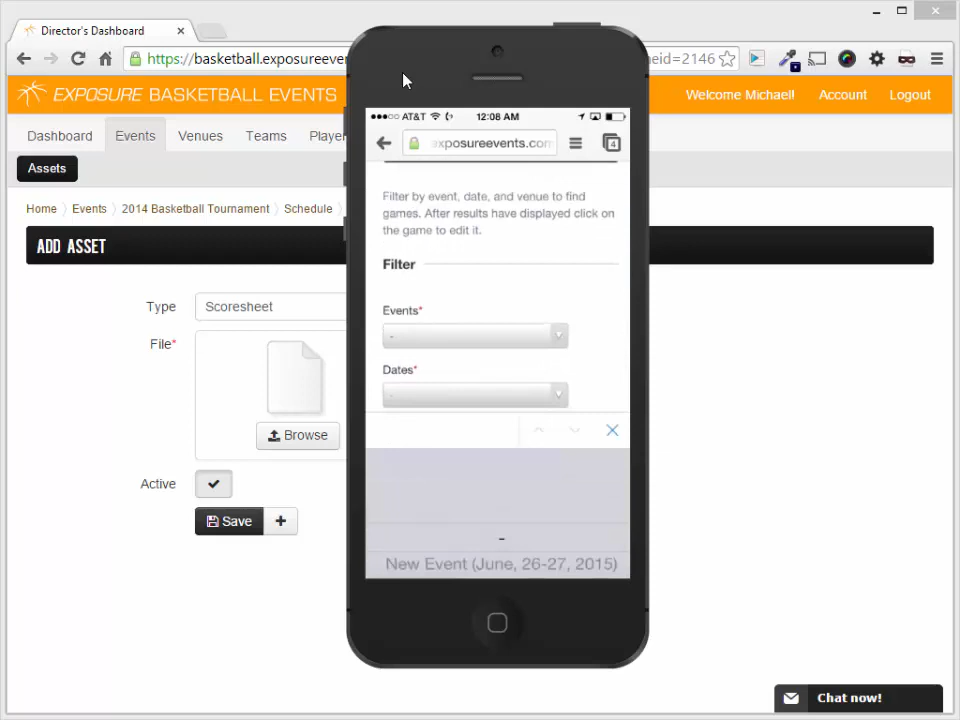 Director's Dashboard
https://basketball.exposureever
neid=2146
EXPOSURE BASKETBALL EVENTS
Welcome Michaell
Account
Logout
Dashboard
Events
Venues
Teams
Player
Assets
Home
Events
2014 Basketball Tournament
Schedule
ADD ASSET
Type
Scoresheet
File*
Browse
Active
Save
AT&T
12:08 AM
exposureevents.com
4
Filter by event, date, and venue to find
games. After results have displayed click on
the game to edit it.
Filter
Events*
-
Dates*
-
-
New Event (June, 26-27, 2015)
Chat now!